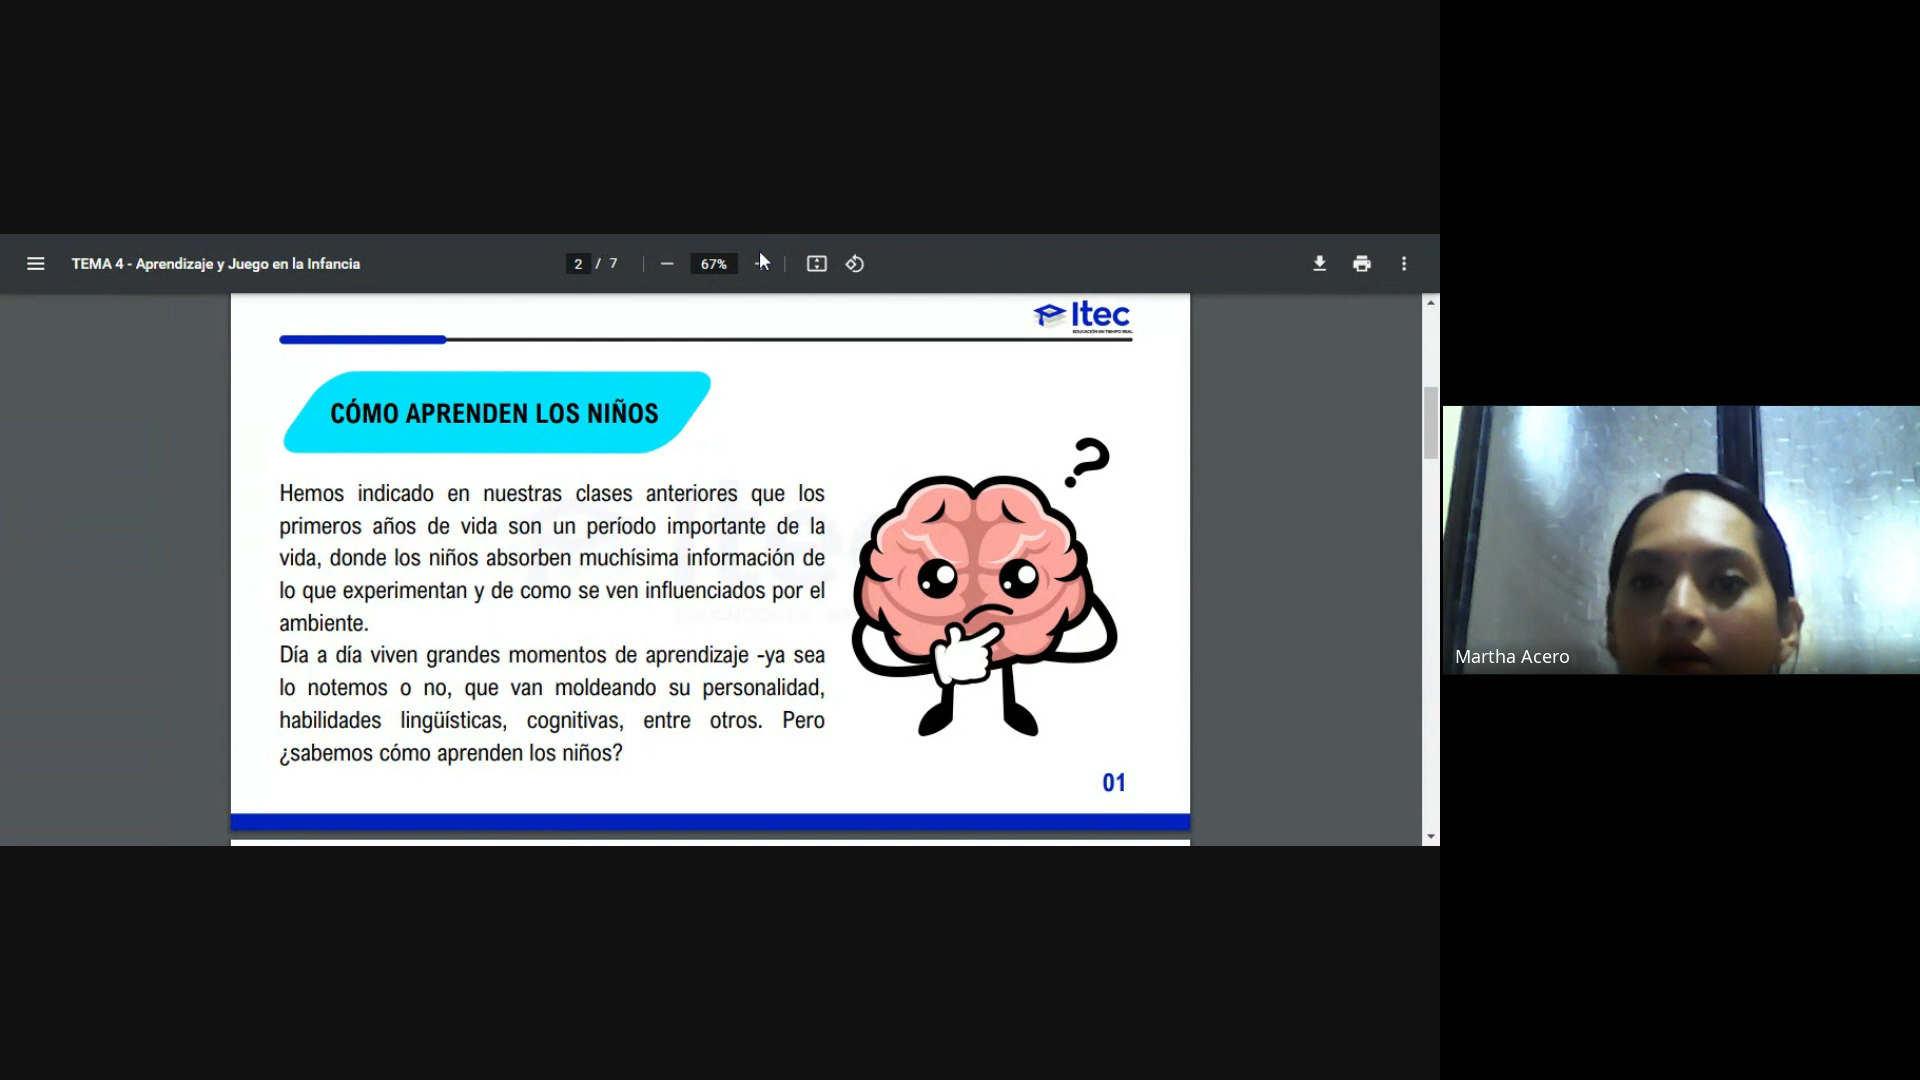 TEMA 4 - Aprendizaje y Juego en la Infancia
2 / 7
67%
Itec
EDUCACIÓN EN TIEMPO REAL
CÓMO APRENDEN LOS NIÑOS
?
Hemos indicado en nuestras clases anteriores que los
primeros años de vida son un período importante de la
vida, donde los niños absorben muchísima información de
lo que experimentan y de como se ven influenciados por el
ambiente.
Día a día viven grandes momentos de aprendizaje -ya sea
lo notemos o no, que van moldeando su personalidad,
habilidades lingüísticas, cognitivas, entre otros. Pero
¿sabemos cómo aprenden los niños?
01
Martha Acero